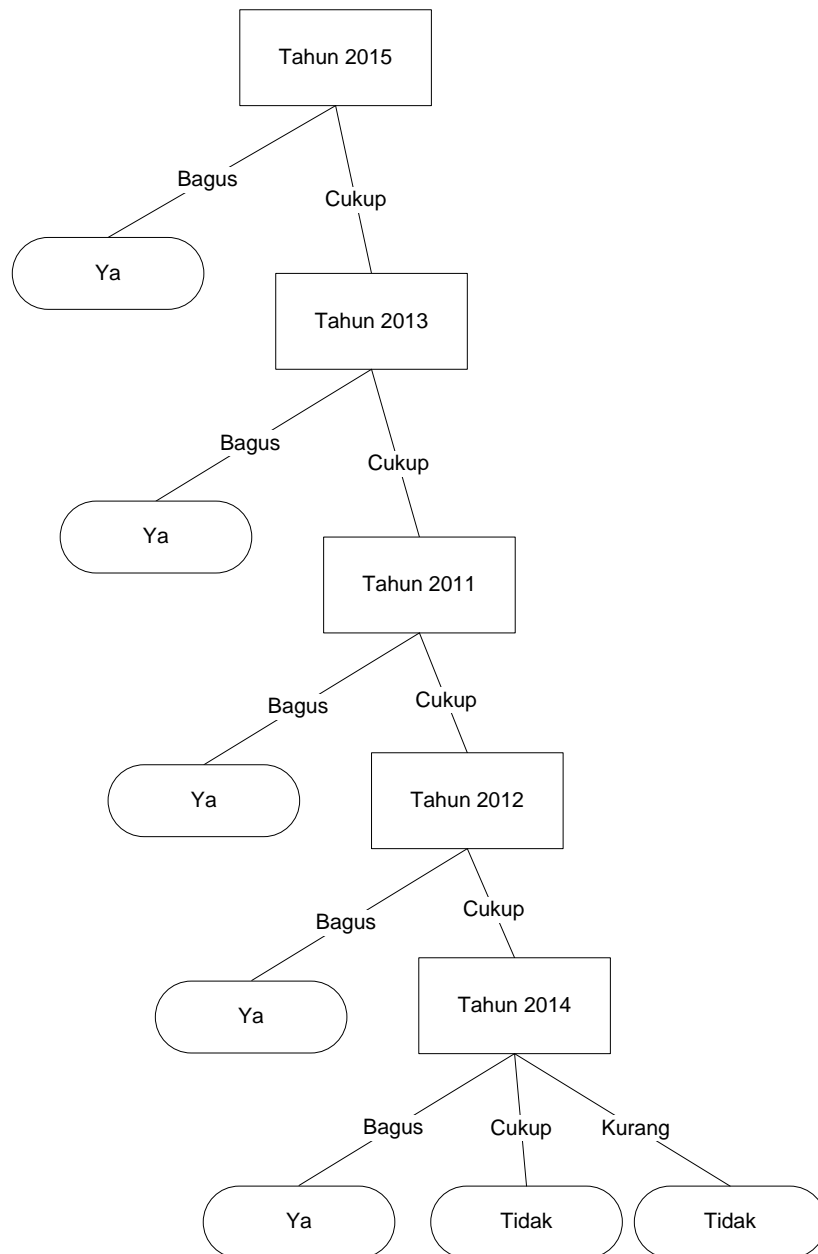 Tahun 2015
Bagus
Cukup
Ya
Tahun 2013
Bagus
Cukup
Ya
Tahun 2011
Bagus
Cukup
Ya
Tahun 2012
Bagus
Cukup
Ya
Tahun 2014
Bagus
Cukup
Kurang
Ya
Tidak
Tidak